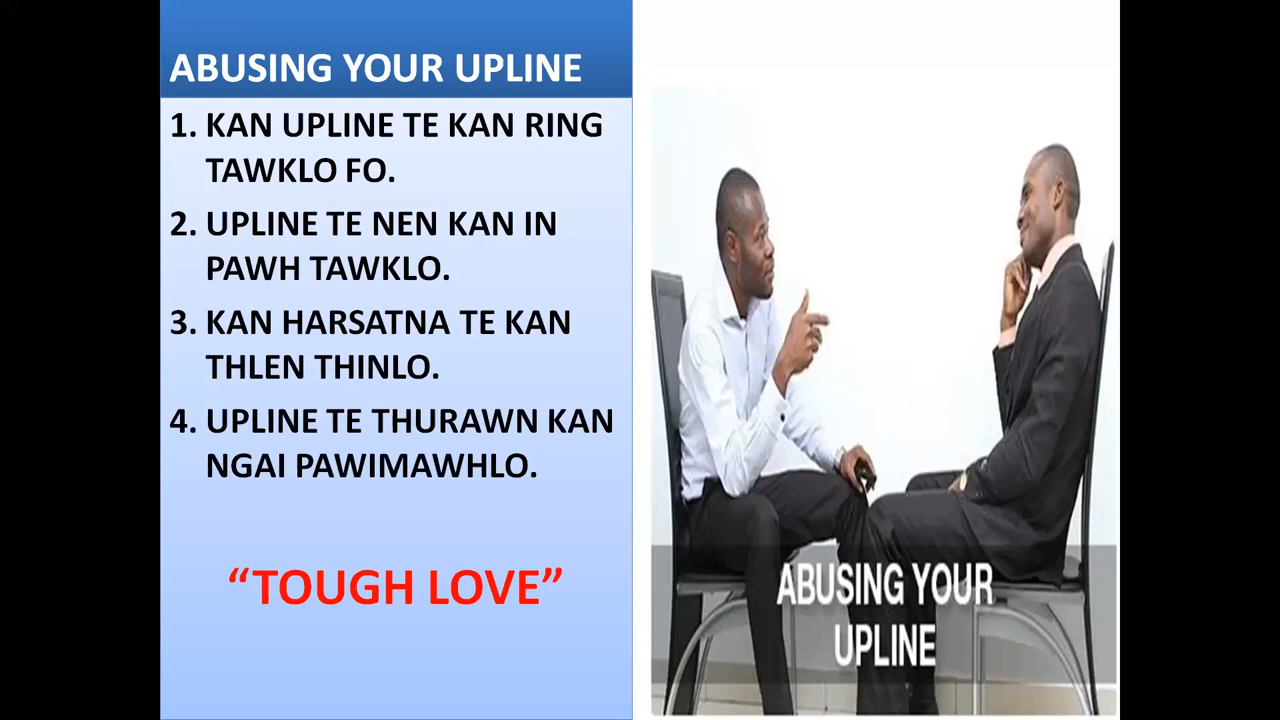 ABUSING YOUR UPLINE
1. KAN UPLINE TE KAN RING
TAWKLO FO.
2. UPLINE TE NEN KAN IN
PAWH TAWKLO.
3. KAN HARSATNA TE KAN
THLEN THINLO.
4. UPLINE TE THURAWN KAN
NGAI PAWIMAWHLO.
“TOUGH LOVE”
ABUSING YOUR
UPLINE